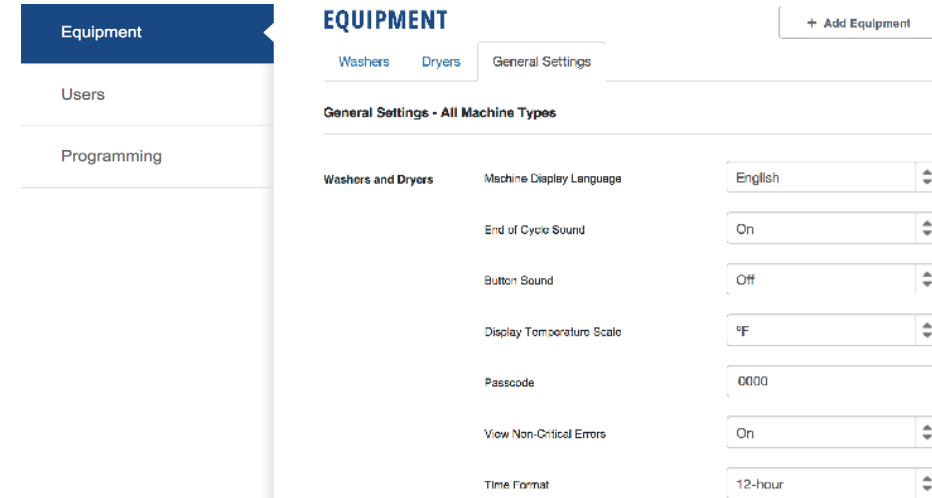 Equipment
Users
Programming
EQUIPMENT
+ Add Equipment
Washers
Dryers
General Settings
General Settings - All Machine Types
Washers and Dryers
Machine Display Language
English
End of Cycle Sound
On
Button Sound
Off
Display Temperature Scale
°F
Passcode
0000
View Non-Critical Errors
On
Time Format
12-hour